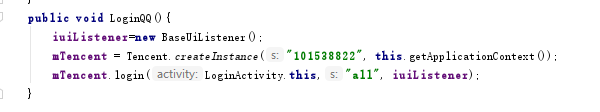 }
public void LoginQQ(){
iuiListener=new BaseUiListener();
mTencent = Tencent.createInstance( s: "101538822", this.getApplicationContext());
mTencent.login( activity: LoginActivity.this, s: "all", iuiListener);
}